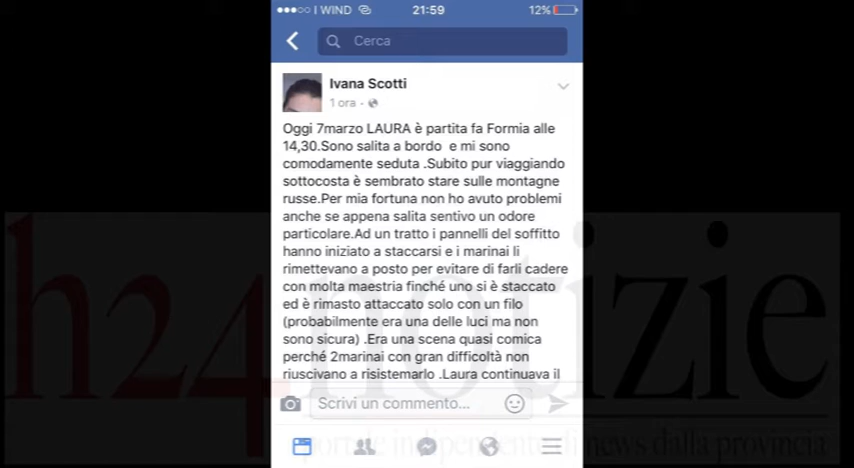 WIND 21:59 12%
Cerca
Ivana Scotti
1 ora
Oggi 7marzo LAURA è partita fa Formia alle
14,30.Sono salita a bordo e mi sono
comodamente seduta .Subito pur viaggiando
sottocosta è sembrato stare sulle montagne
russe.Per mia fortuna non ho avuto problemi
anche se appena salita sentivo un odore
particolare.Ad un tratto i pannelli del soffitto
hanno iniziato a staccarsi e i marinai li
rimettevano a posto per evitare di farli cadere
con molta maestria finché uno si è staccato
ed è rimasto attaccato solo con un filo
(probabilmente era una delle luci ma non
sono sicura) .Era una scena quasi comica
perché 2marinai con gran difficoltà non
riuscivano a risistemarlo .Laura continuava il
Scrivi un commento...
h24notizie
portale indipendente di news dalla provincia